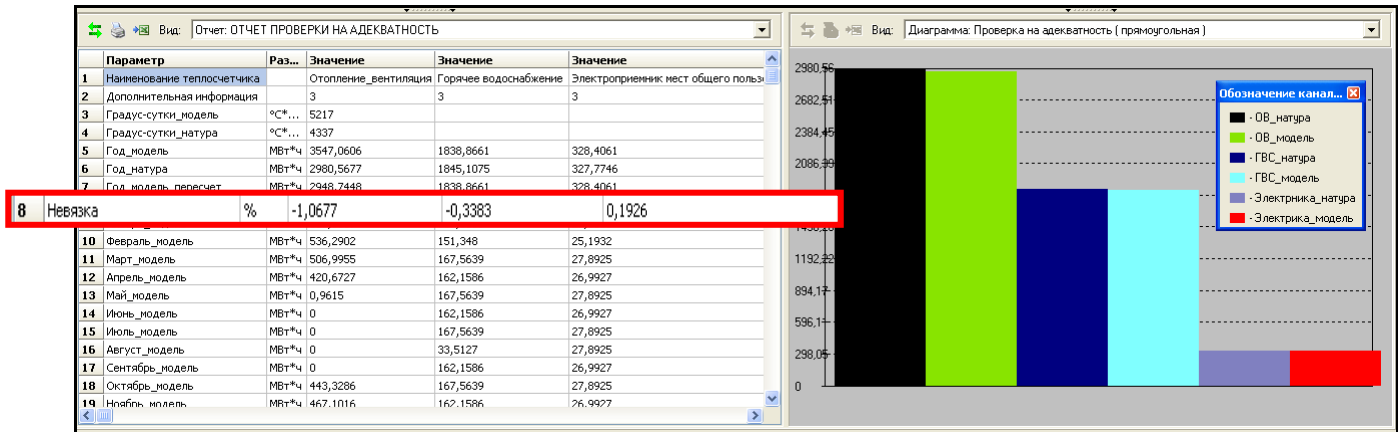 Вид: Отчет: ОТЧЕТ ПРОВЕРКИ НА АДЕКВАТНОСТЬ
Параметр Раз... Значение Значение Значение
1 Наименование теплосчетчика Отопление_вентиляция Горячее водоснабжение Электроприемник мест общего польз
2 Дополнительная информация 3 3 3
3 Градус-сутки_модель °С*... 5217
4 Градус-сутки_натура °С*... 4337
5 Год_модель МВт*ч 3547,0606 1838,8661 328,4061
6 Год_натура МВт*ч 2980,5677 1845,1075 327,7746
7 Год_модель_пересчет МВт*ч 2948,7448 1838,8661 328,4061
8 Невязка % -1,0677 -0,3383 0,1926
10 Февраль_модель МВт*ч 536,2902 151,348 25,1932
11 Март_модель МВт*ч 506,9955 167,5639 27,8925
12 Апрель_модель МВт*ч 420,6727 162,1586 26,9927
13 Май_модель МВт*ч 0,9615 167,5639 27,8925
14 Июнь_модель МВт*ч 0 162,1586 26,9927
15 Июль_модель МВт*ч 0 167,5639 27,8925
16 Август_модель МВт*ч 0 33,5127 27,8925
17 Сентябрь_модель МВт*ч 0 162,1586 26,9927
18 Октябрь_модель МВт*ч 443,3286 167,5639 27,8925
19 Ноябрь_модель МВт*ч 467,1016 162,1586 26,9927
Вид: Диаграмма: Проверка на адекватность ( прямоугольная )
2980,56
2682,51
2384,45
2086,39
1192,22
894,17
596,11
298,05
0
Обозначение канал...
- ОВ_натура
- ОВ_модель
- ГВС_натура
- ГВС_модель
- Электрника_натура
- Электрика_модель